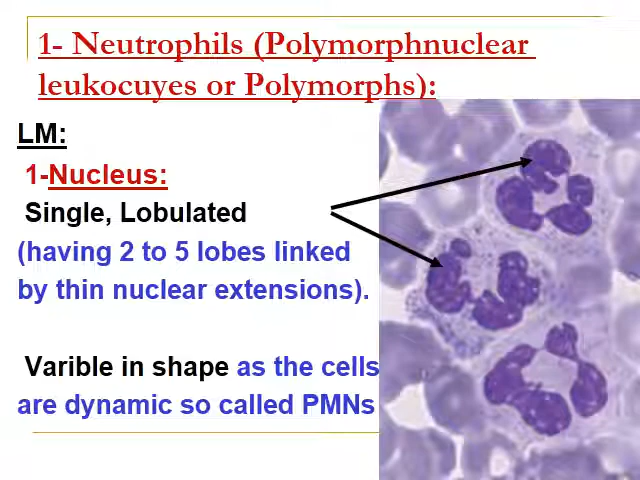 1- Neutrophils (Polymorphnuclear
leukocuyes or Polymorphs):
LM:
1-Nucleus:
Single, Lobulated
(having 2 to 5 lobes linked
by thin nuclear extensions).
Varible in shape as the cells
are dynamic so called PMNs